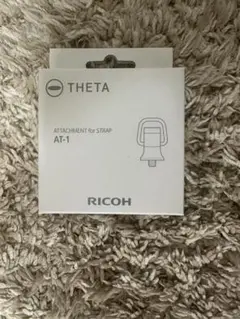 THETA
ATTACHMENT for STRAP
AT-1
RICOH